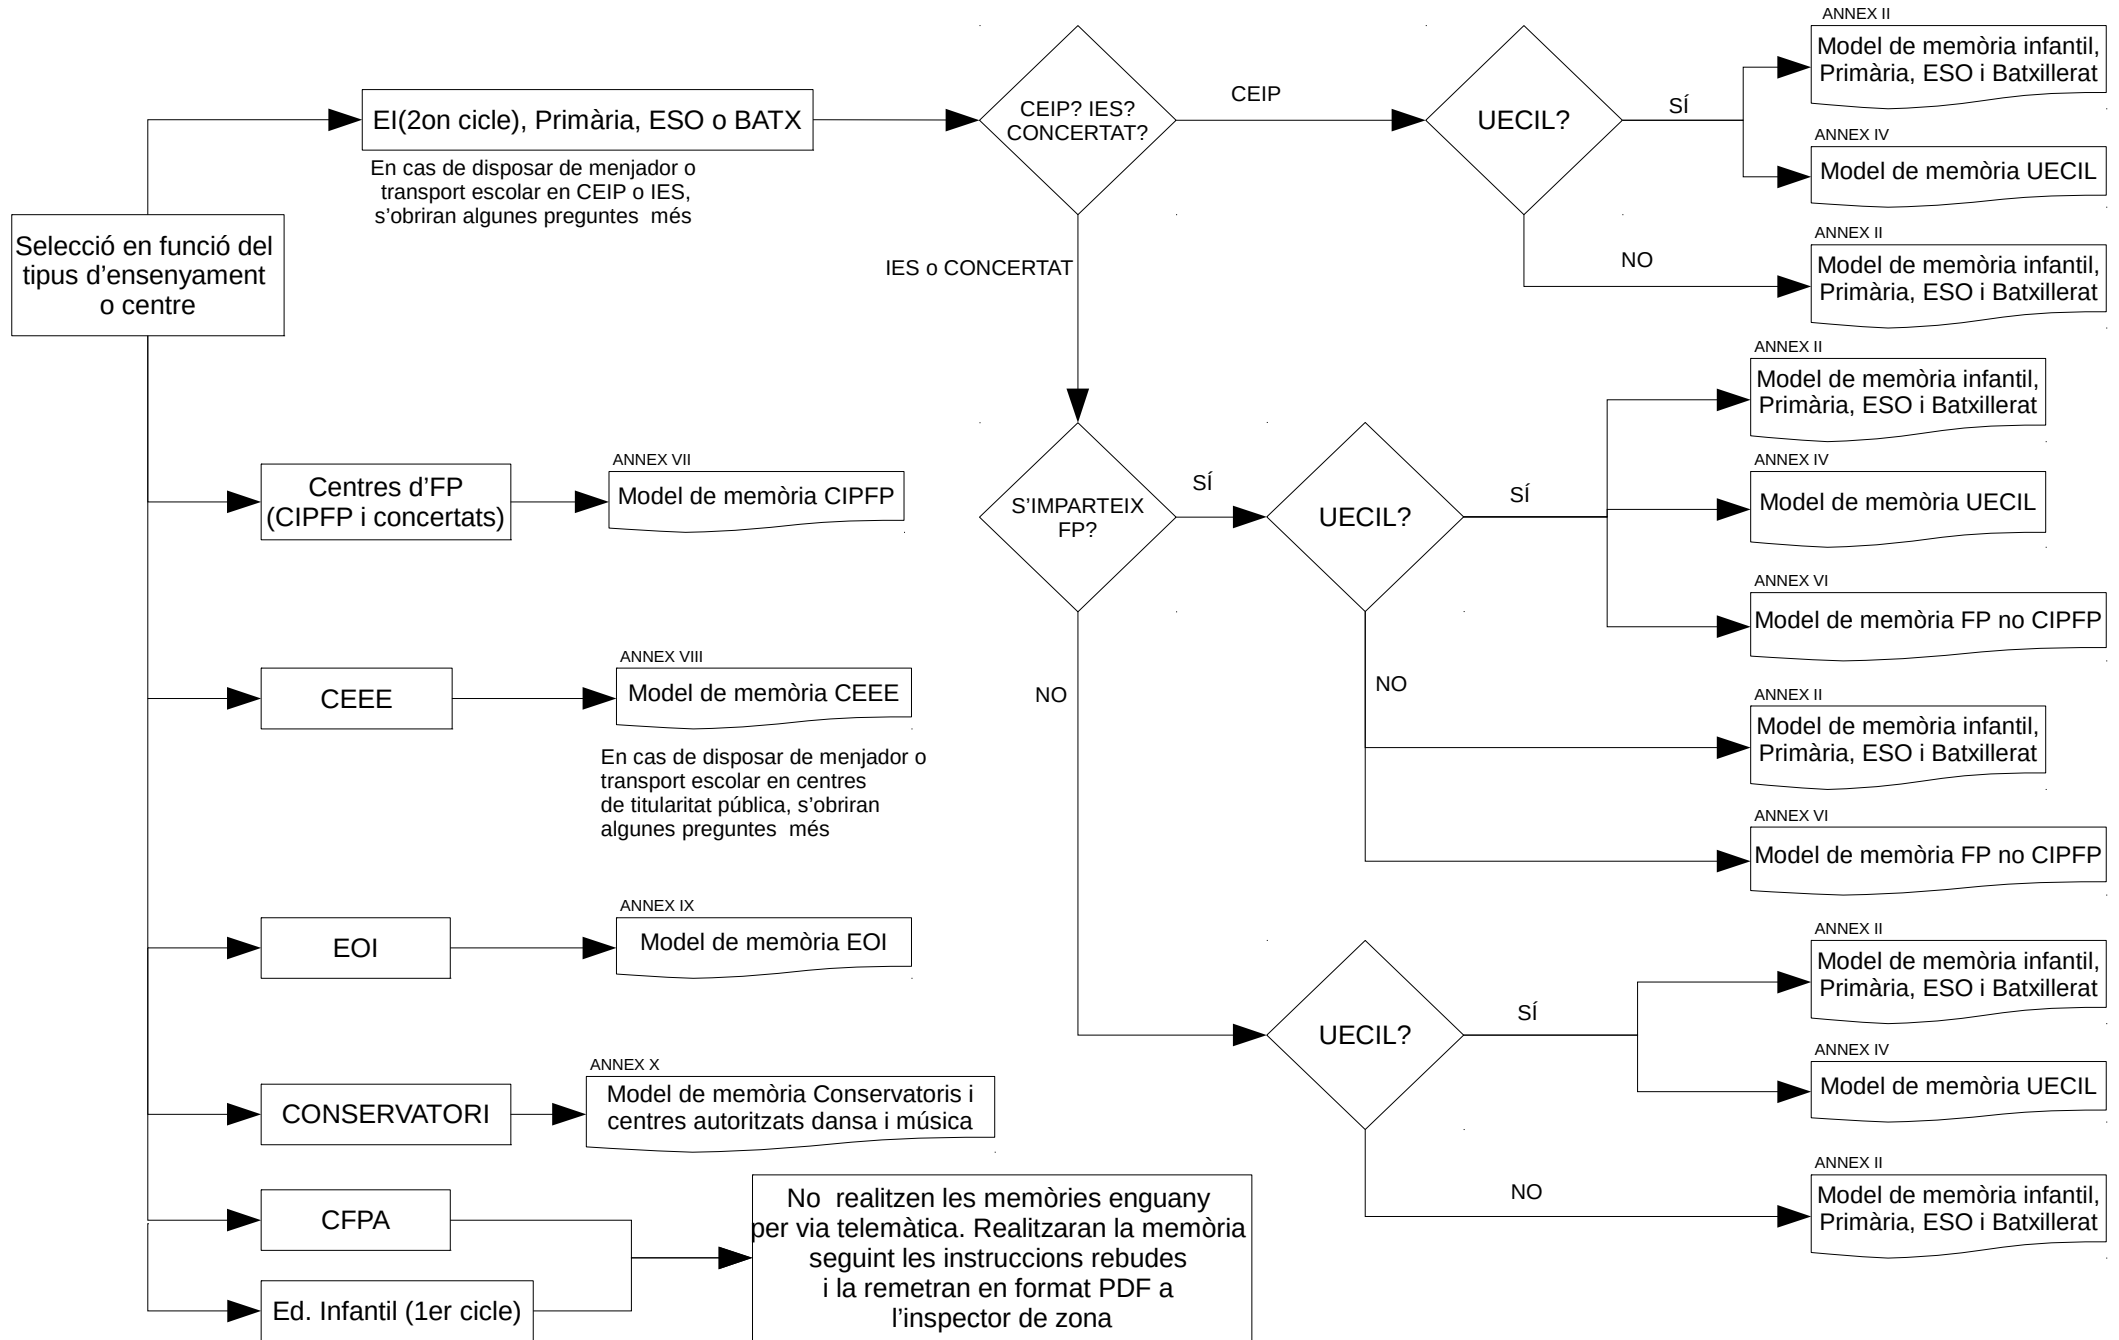 Selecció en funció del
tipus d'ensenyament
o centre
EI(2on cicle), Primària, ESO o BATX
En cas de disposar de menjador o
transport escolar en CEIP o IES,
s'obriran algunes preguntes  més
CEIP? IES?
CONCERTAT?
CEIP
UECIL?
SÍ
ANNEX II
Model de memòria infantil,
Primària, ESO i Batxillerat
ANNEX IV
Model de memòria UECIL
NO
ANNEX II
Model de memòria infantil,
Primària, ESO i Batxillerat
IES o CONCERTAT
S'IMPARTEIX
FP?
SÍ
UECIL?
SÍ
ANNEX II
Model de memòria infantil,
Primària, ESO i Batxillerat
ANNEX IV
Model de memòria UECIL
ANNEX VI
Model de memòria FP no CIPFP
NO
ANNEX II
Model de memòria infantil,
Primària, ESO i Batxillerat
ANNEX VI
Model de memòria FP no CIPFP
NO
UECIL?
SÍ
ANNEX II
Model de memòria infantil,
Primària, ESO i Batxillerat
ANNEX IV
Model de memòria UECIL
NO
ANNEX II
Model de memòria infantil,
Primària, ESO i Batxillerat
Centres d'FP
(CIPFP i concertats)
ANNEX VII
Model de memòria CIPFP
CEEE
ANNEX VIII
Model de memòria CEEE
En cas de disposar de menjador o
transport escolar en centres
de titularitat pública, s'obriran
algunes preguntes  més
EOI
ANNEX IX
Model de memòria EOI
CONSERVATORI
ANNEX X
Model de memòria Conservatoris i
centres autoritzats dansa i música
CFPA
Ed. Infantil (1er cicle)
No  realitzen les memòries enguany
per via telemàtica. Realitzaran la memòria
seguint les instruccions rebudes
i la remetran en format PDF a
l'inspector de zona